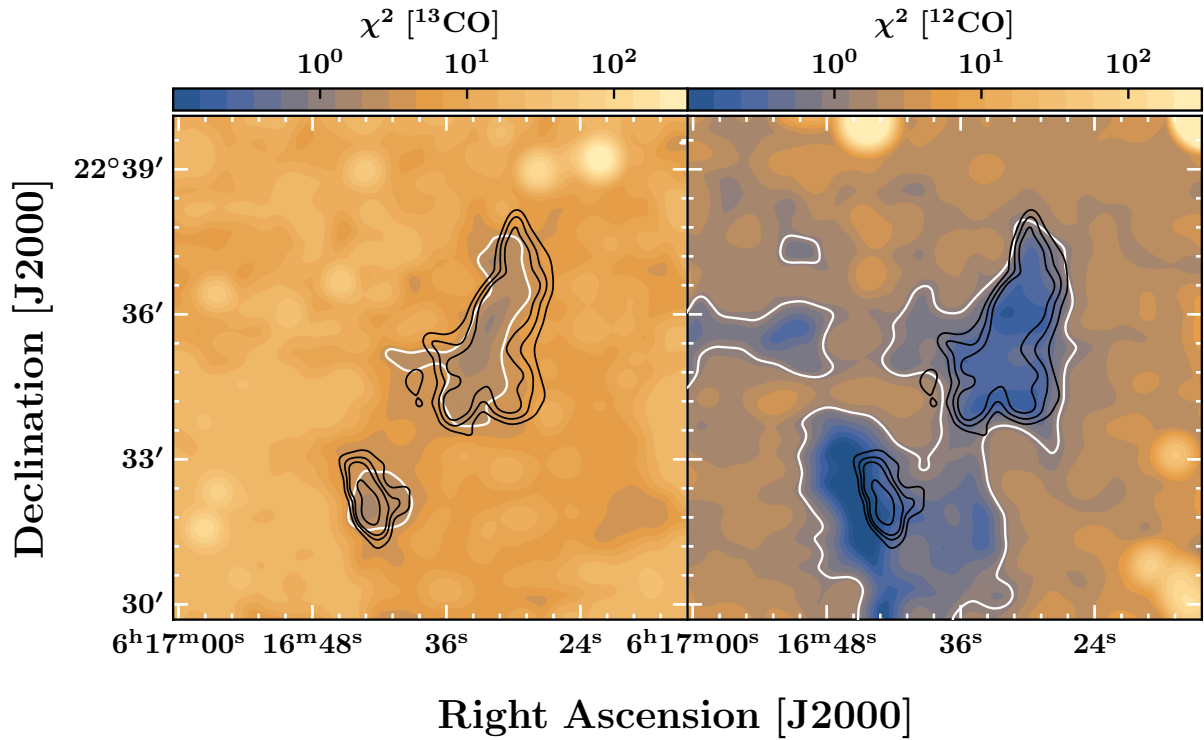 χ² [¹³CO] χ² [¹²CO]
10⁰ 10¹ 10² 10⁰ 10¹ 10²
Declination [J2000]
22°39′
36′
33′
30′
6ʰ17ᵐ00ˢ 16ᵐ48ˢ 36ˢ 24ˢ 6ʰ17ᵐ00ˢ 16ᵐ48ˢ 36ˢ 24ˢ
Right Ascension [J2000]